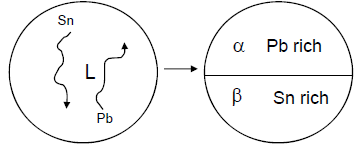 Sn
L
Pb
α Pb rich
β Sn rich